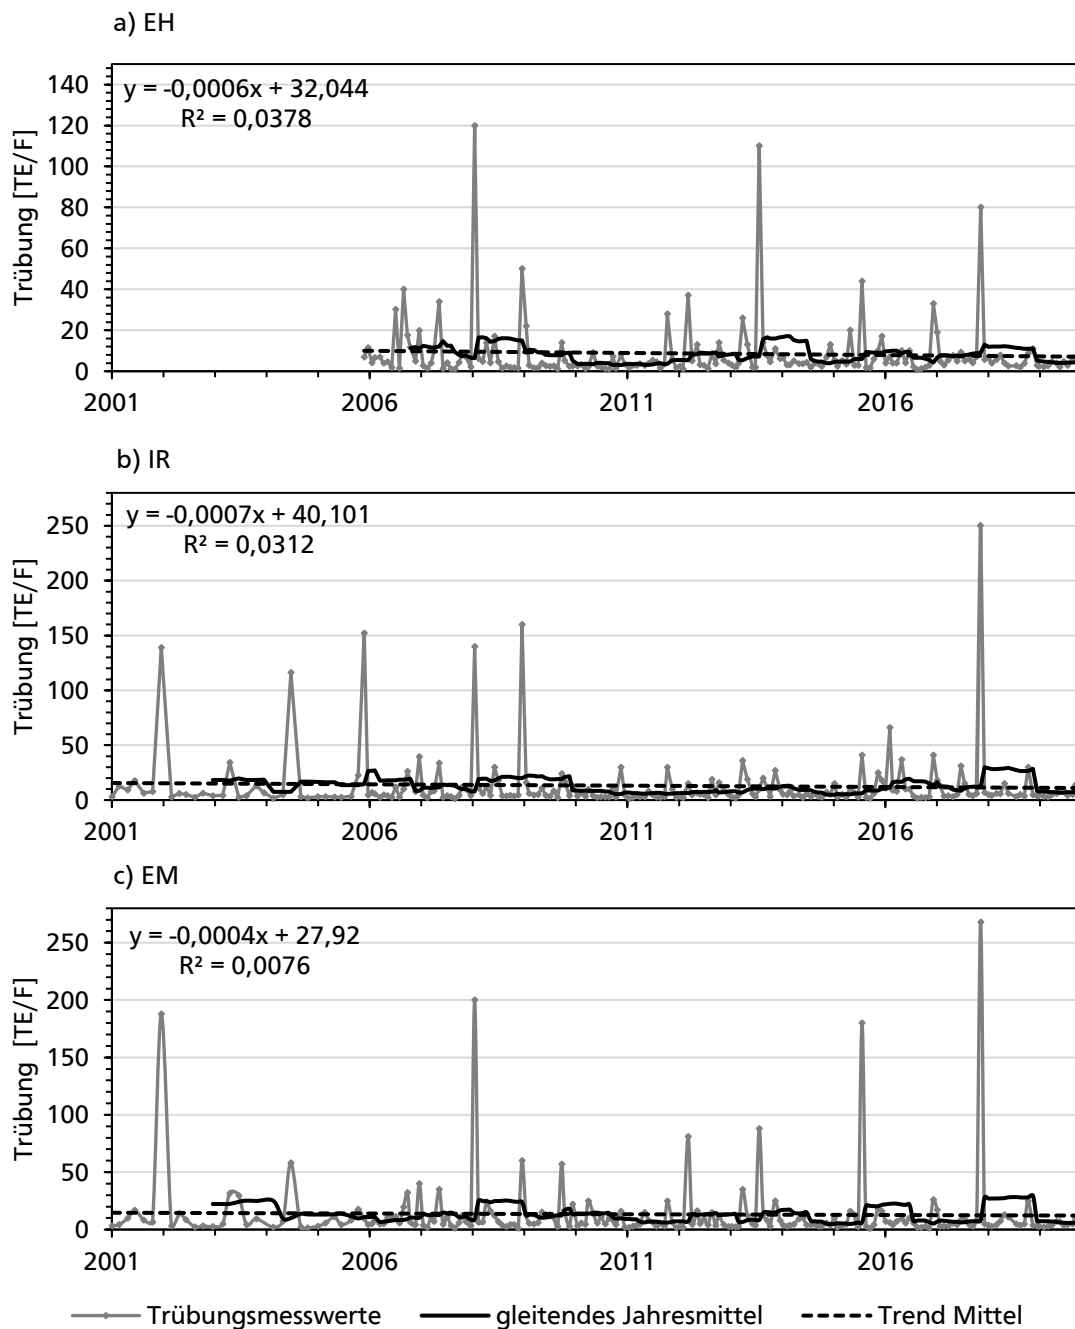 a) EH
y = -0,0006x + 32,044
R² = 0,0378
Trübung [TE/F]
140
120
100
80
60
40
20
0
2001 2006 2011 2016
b) IR
y = -0,0007x + 40,101
R² = 0,0312
Trübung [TE/F]
250
200
150
100
50
0
2001 2006 2011 2016
c) EM
y = -0,0004x + 27,92
R² = 0,0076
Trübung [TE/F]
250
200
150
100
50
0
2001 2006 2011 2016
Trübungsmesswerte gleitendes Jahresmittel Trend Mittel